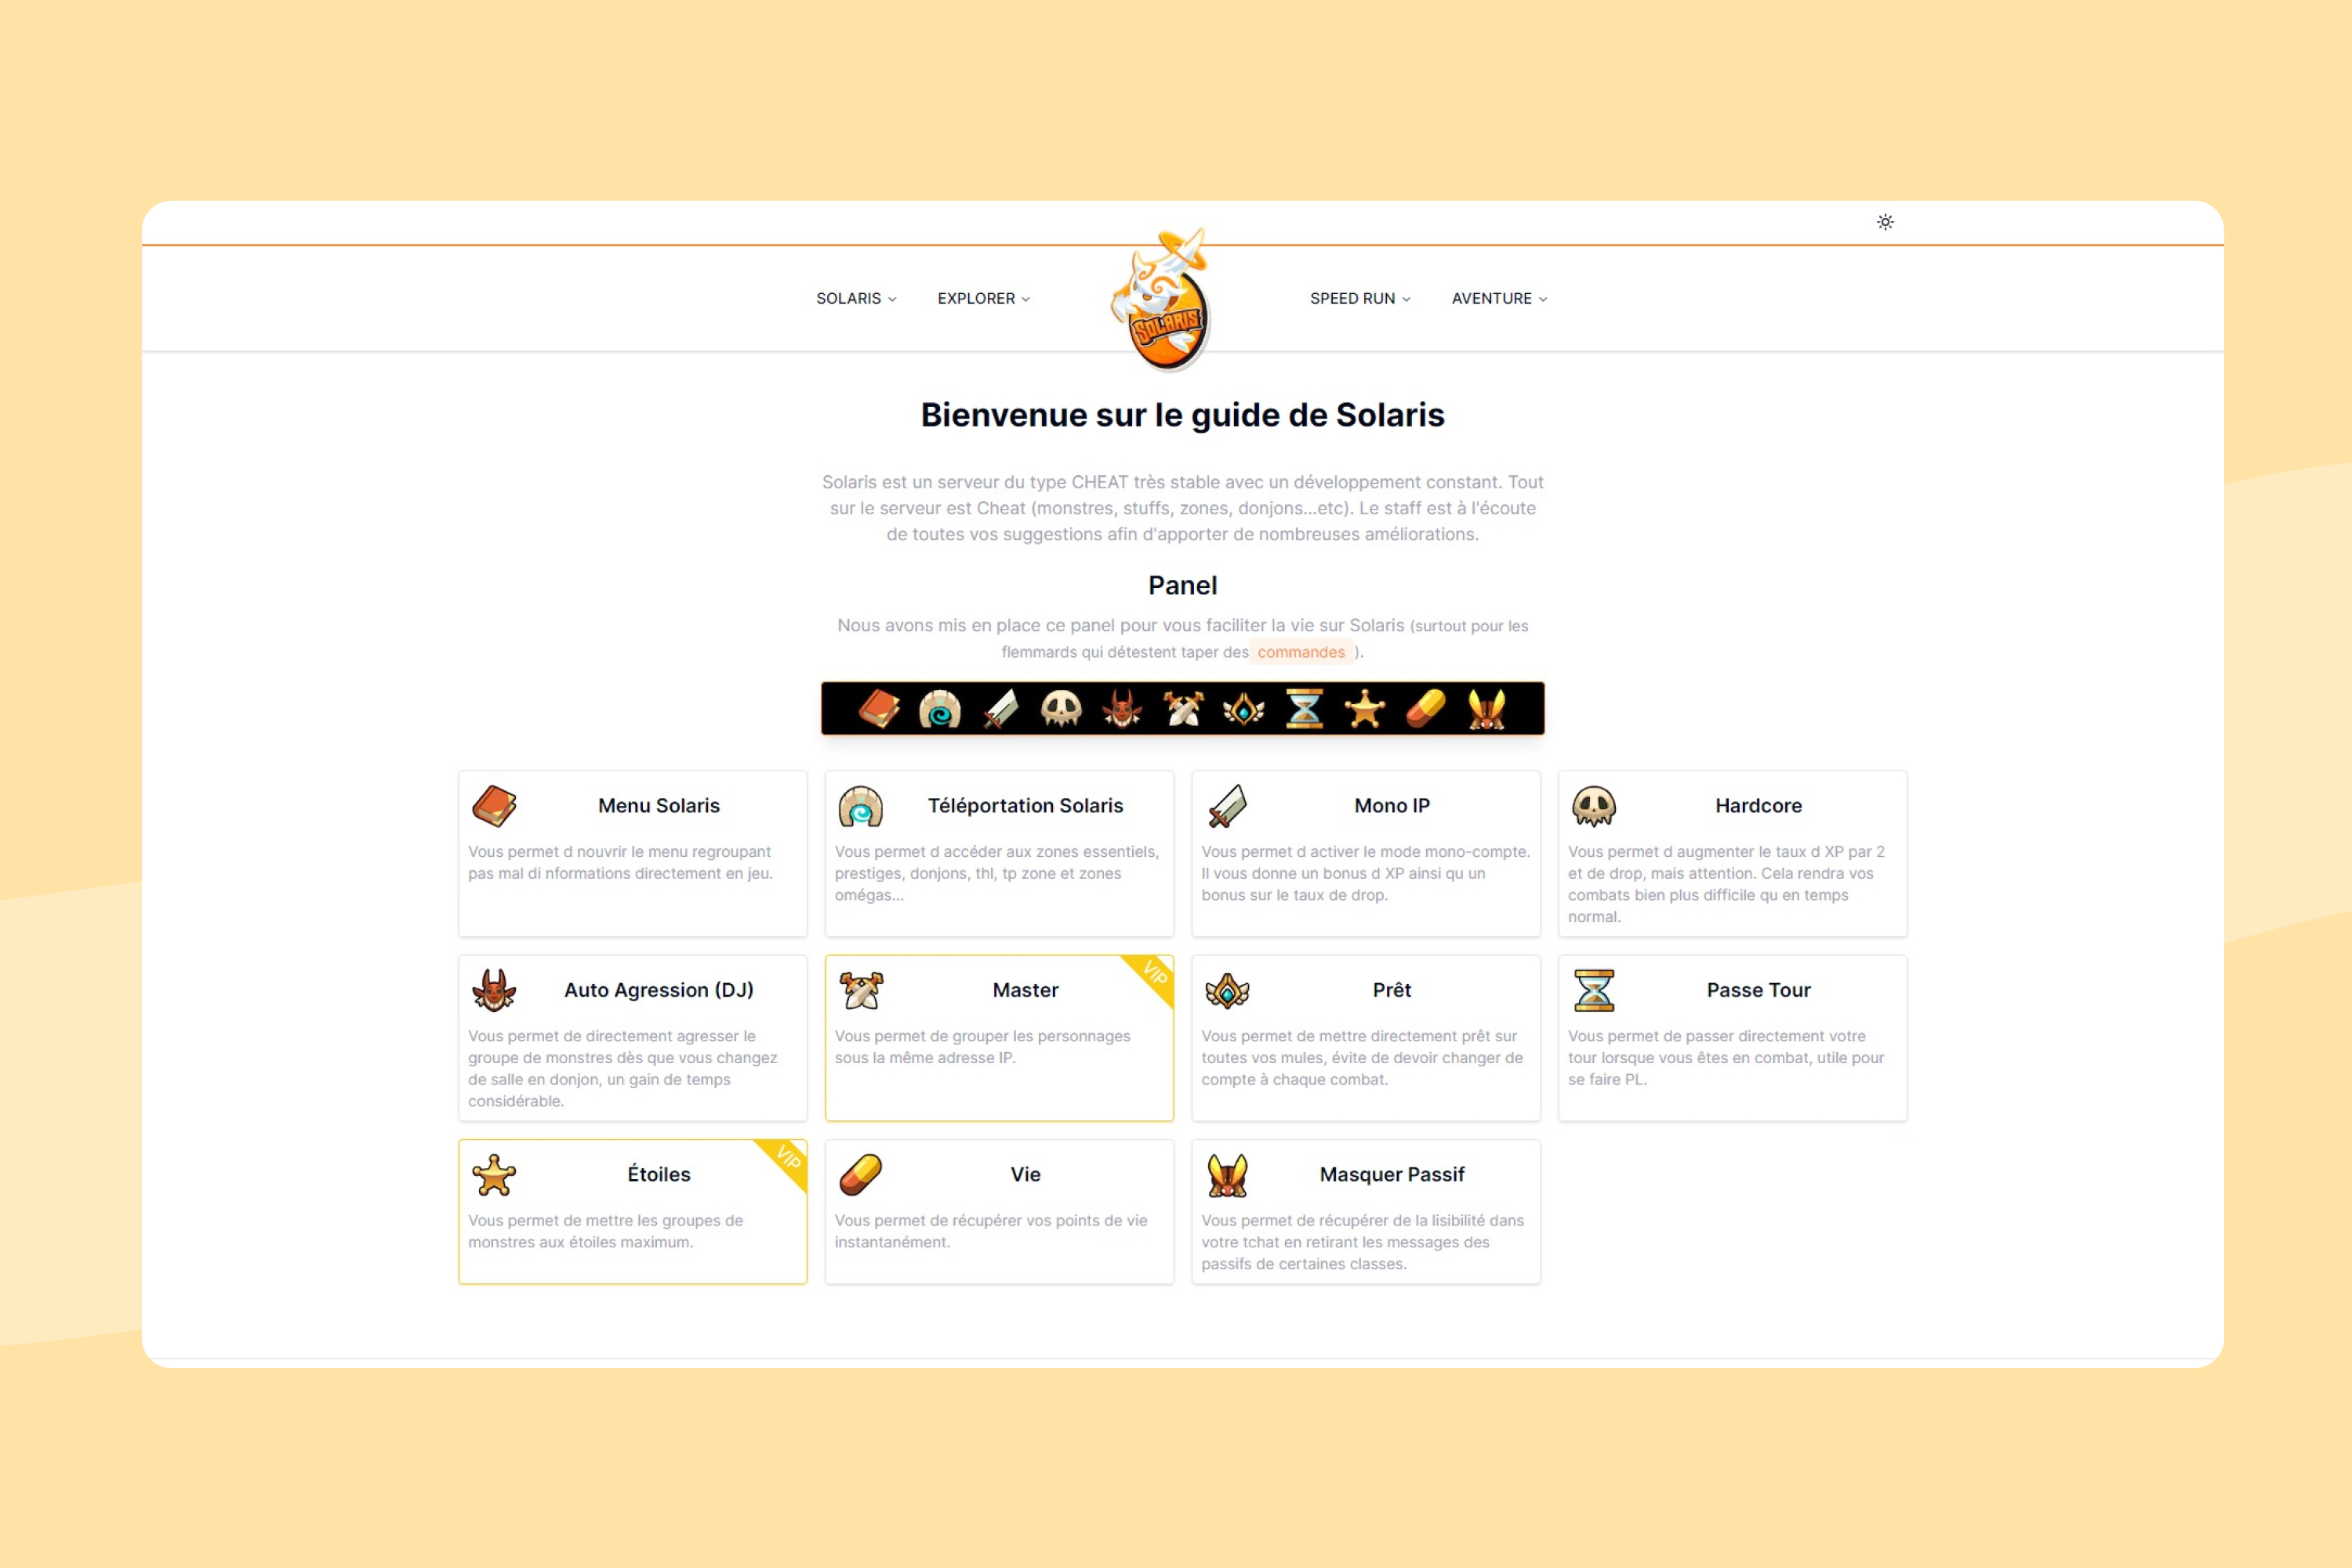 SOLARIS
EXPLORER
SOLARIS
SPEED RUN
AVENTURE
Bienvenue sur le guide de Solaris
Solaris est un serveur du type CHEAT très stable avec un développement constant. Tout
sur le serveur est Cheat (monstres, stuffs, zones, donjons...etc). Le staff est à l'écoute
de toutes vos suggestions afin d'apporter de nombreuses améliorations.
Panel
Nous avons mis en place ce panel pour vous faciliter la vie sur Solaris (surtout pour les
flemmards qui détestent taper des commandes ).
Menu Solaris
Vous permet d nouvrir le menu regroupant
pas mal di nformations directement en jeu.
Téléportation Solaris
Vous permet d accéder aux zones essentiels,
prestiges, donjons, thl, tp zone et zones
omégas...
Mono IP
Vous permet d activer le mode mono-compte.
Il vous donne un bonus d XP ainsi qu un
bonus sur le taux de drop.
Hardcore
Vous permet d augmenter le taux d XP par 2
et de drop, mais attention. Cela rendra vos
combats bien plus difficile qu en temps
normal.
Auto Agression (DJ)
Vous permet de directement agresser le
groupe de monstres dès que vous changez
de salle en donjon, un gain de temps
considérable.
Master
VIP
Vous permet de grouper les personnages
sous la même adresse IP.
Prêt
Vous permet de mettre directement prêt sur
toutes vos mules, évite de devoir changer de
compte à chaque combat.
Passe Tour
Vous permet de passer directement votre
tour lorsque vous êtes en combat, utile pour
se faire PL.
Étoiles
VIP
Vous permet de mettre les groupes de
monstres aux étoiles maximum.
Vie
Vous permet de récupérer vos points de vie
instantanément.
Masquer Passif
Vous permet de récupérer de la lisibilité dans
votre tchat en retirant les messages des
passifs de certaines classes.